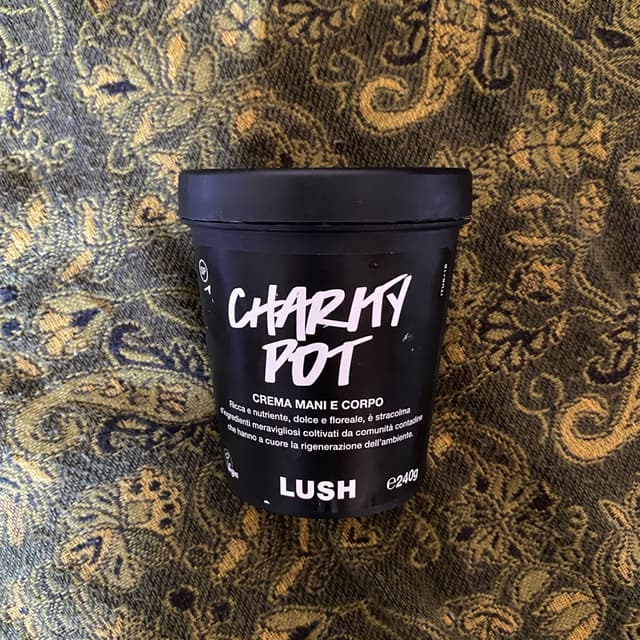 CHARITY
POT
CREMA MANI E CORPO
Ricca e nutriente, dolce e floreale, è stracolma
d'ingredienti meravigliosi coltivati da comunità contadine
che hanno a cuore la rigenerazione dell'ambiente.
LUSH
℮240g